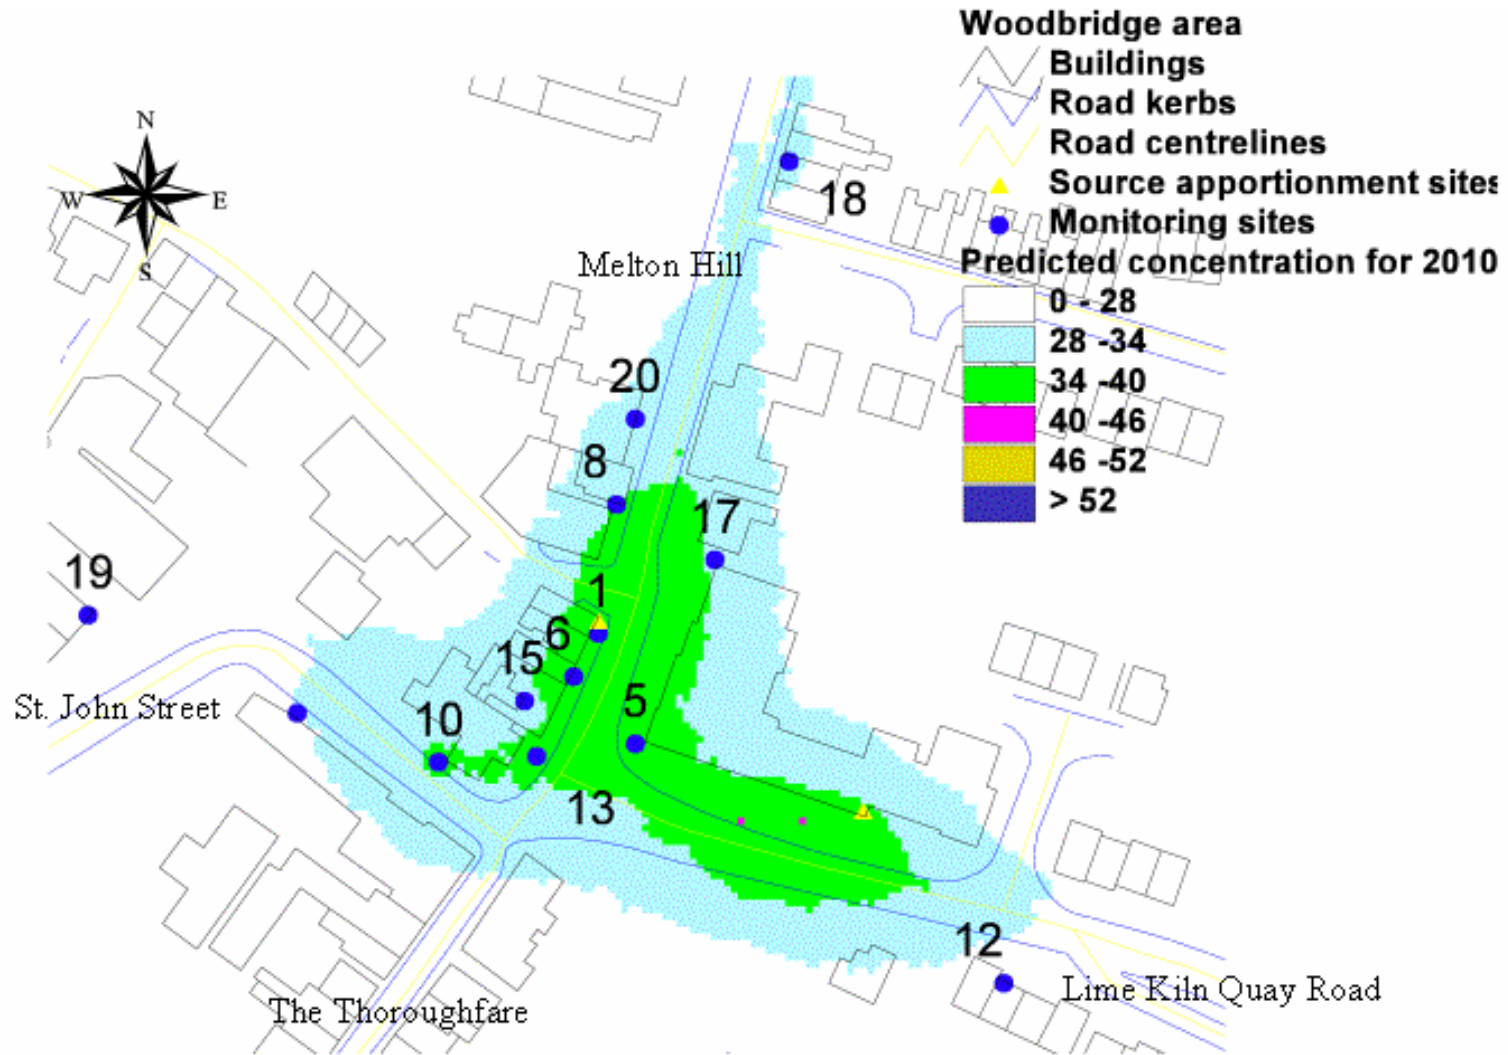 Woodbridge area
Buildings
Road kerbs
Road centrelines
Source apportionment sites
Monitoring sites
Predicted concentration for 2010
0 - 28
28 -34
34 -40
40 -46
46 -52
> 52
N
W
E
S
18
Melton Hill
20
8
17
19
1
6
15
5
St. John Street
10
13
12
Lime Kiln Quay Road
The Thoroughfare